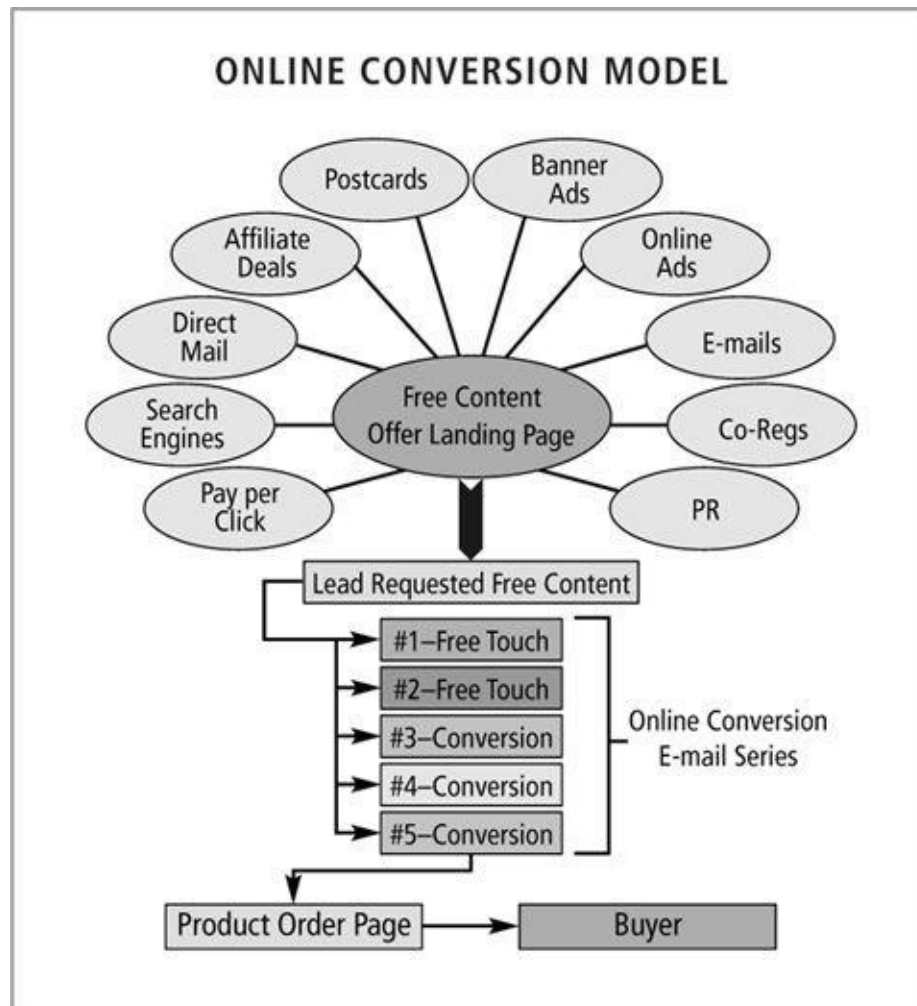 ONLINE CONVERSION MODEL
Postcards
Banner
Ads
Affiliate
Deals
Online
Ads
Direct
Mail
E-mails
Search
Engines
Free Content
Offer Landing Page
Co-Regs
Pay per
Click
PR
Lead Requested Free Content
#1–Free Touch
#2–Free Touch
#3–Conversion
#4–Conversion
#5–Conversion
Online Conversion
E-mail Series
Product Order Page
Buyer